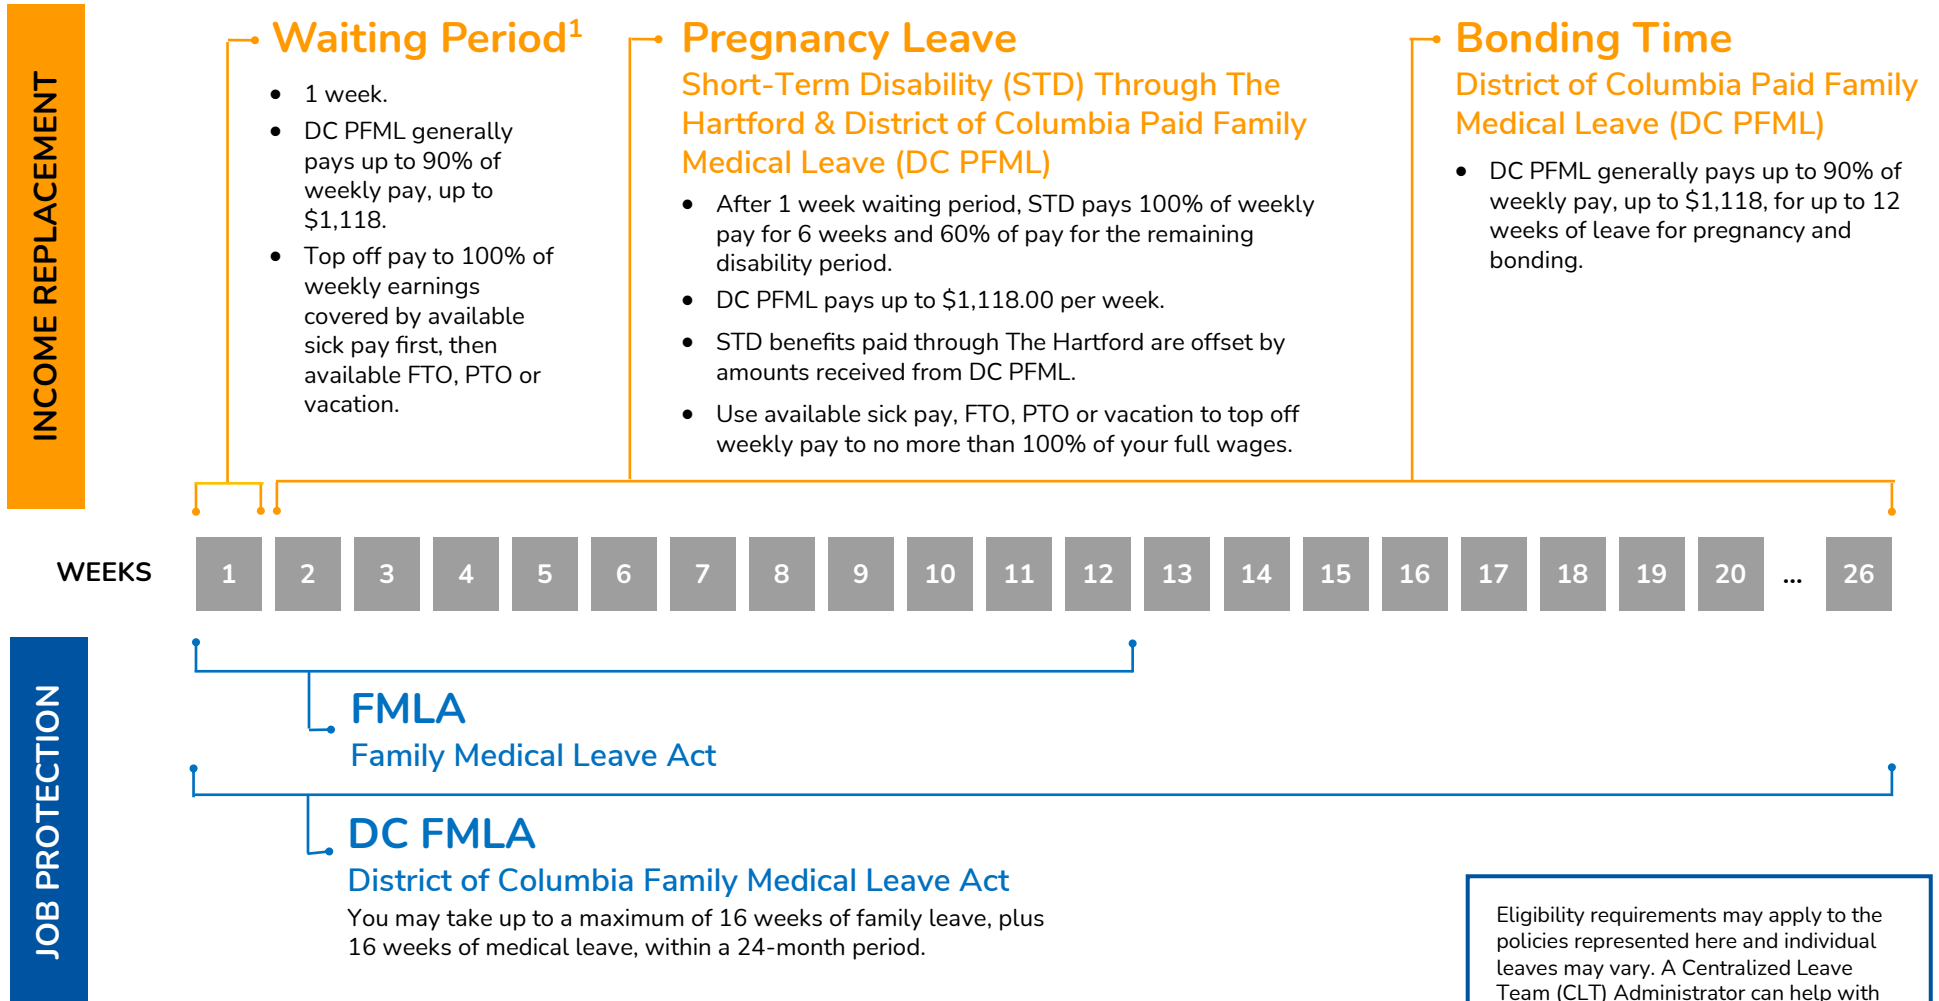 INCOME REPLACEMENT
Waiting Period¹
• 1 week.
• DC PFML generally
pays up to 90% of
weekly pay, up to
$1,118.
• Top off pay to 100% of
weekly earnings
covered by available
sick pay first, then
available FTO, PTO or
vacation.
Pregnancy Leave
Short-Term Disability (STD) Through The
Hartford & District of Columbia Paid Family
Medical Leave (DC PFML)
• After 1 week waiting period, STD pays 100% of weekly
pay for 6 weeks and 60% of pay for the remaining
disability period.
• DC PFML pays up to $1,118.00 per week.
• STD benefits paid through The Hartford are offset by
amounts received from DC PFML.
• Use available sick pay, FTO, PTO or vacation to top off
weekly pay to no more than 100% of your full wages.
Bonding Time
District of Columbia Paid Family
Medical Leave (DC PFML)
• DC PFML generally pays up to 90% of
weekly pay, up to $1,118, for up to 12
weeks of leave for pregnancy and
bonding.
WEEKS 1 2 3 4 5 6 7 8 9 10 11 12 13 14 15 16 17 18 19 20 ... 26
JOB PROTECTION
FMLA
Family Medical Leave Act
DC FMLA
District of Columbia Family Medical Leave Act
You may take up to a maximum of 16 weeks of family leave, plus
16 weeks of medical leave, within a 24-month period.
Eligibility requirements may apply to the
policies represented here and individual
leaves may vary. A Centralized Leave
Team (CLT) Administrator can help with